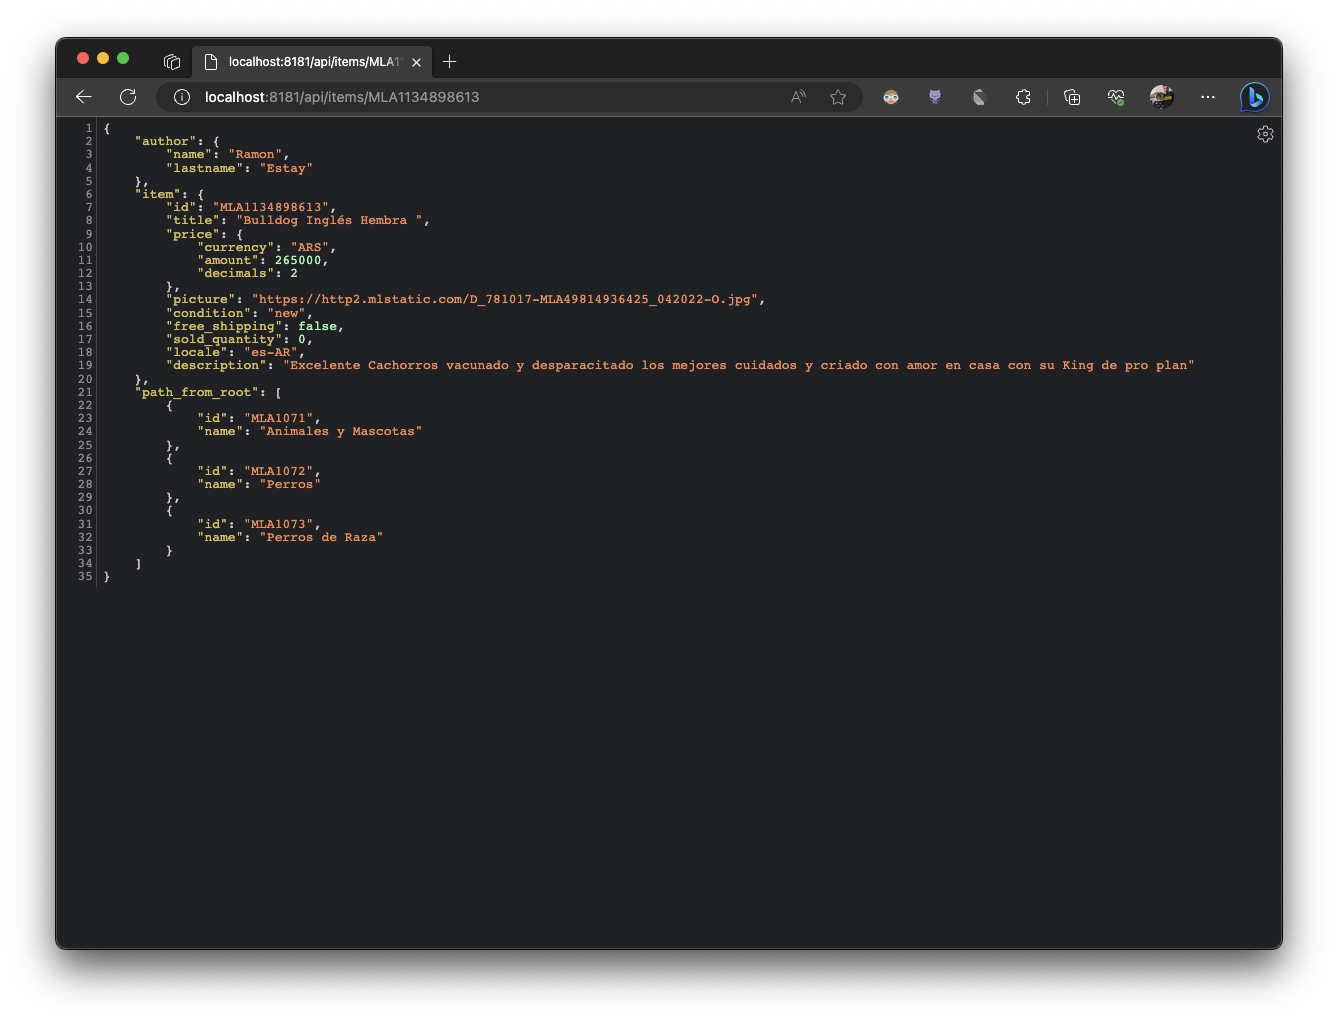 localhost:8181/api/items/MLA1
localhost:8181/api/items/MLA1134898613
1 {
2     "author": {
3         "name": "Ramon",
4         "lastname": "Estay"
5     },
6     "item": {
7         "id": "MLA1134898613",
8         "title": "Bulldog Inglés Hembra ",
9         "price": {
10             "currency": "ARS",
11             "amount": 265000,
12             "decimals": 2
13         },
14         "picture": "https://http2.mlstatic.com/D_781017-MLA49814936425_042022-O.jpg",
15         "condition": "new",
16         "free_shipping": false,
17         "sold_quantity": 0,
18         "locale": "es-AR",
19         "description": "Excelente Cachorros vacunado y desparacitado los mejores cuidados y criado con amor en casa con su King de pro plan"
20     },
21     "path_from_root": [
22         {
23             "id": "MLA1071",
24             "name": "Animales y Mascotas"
25         },
26         {
27             "id": "MLA1072",
28             "name": "Perros"
29         },
30         {
31             "id": "MLA1073",
32             "name": "Perros de Raza"
33         }
34     ]
35 }